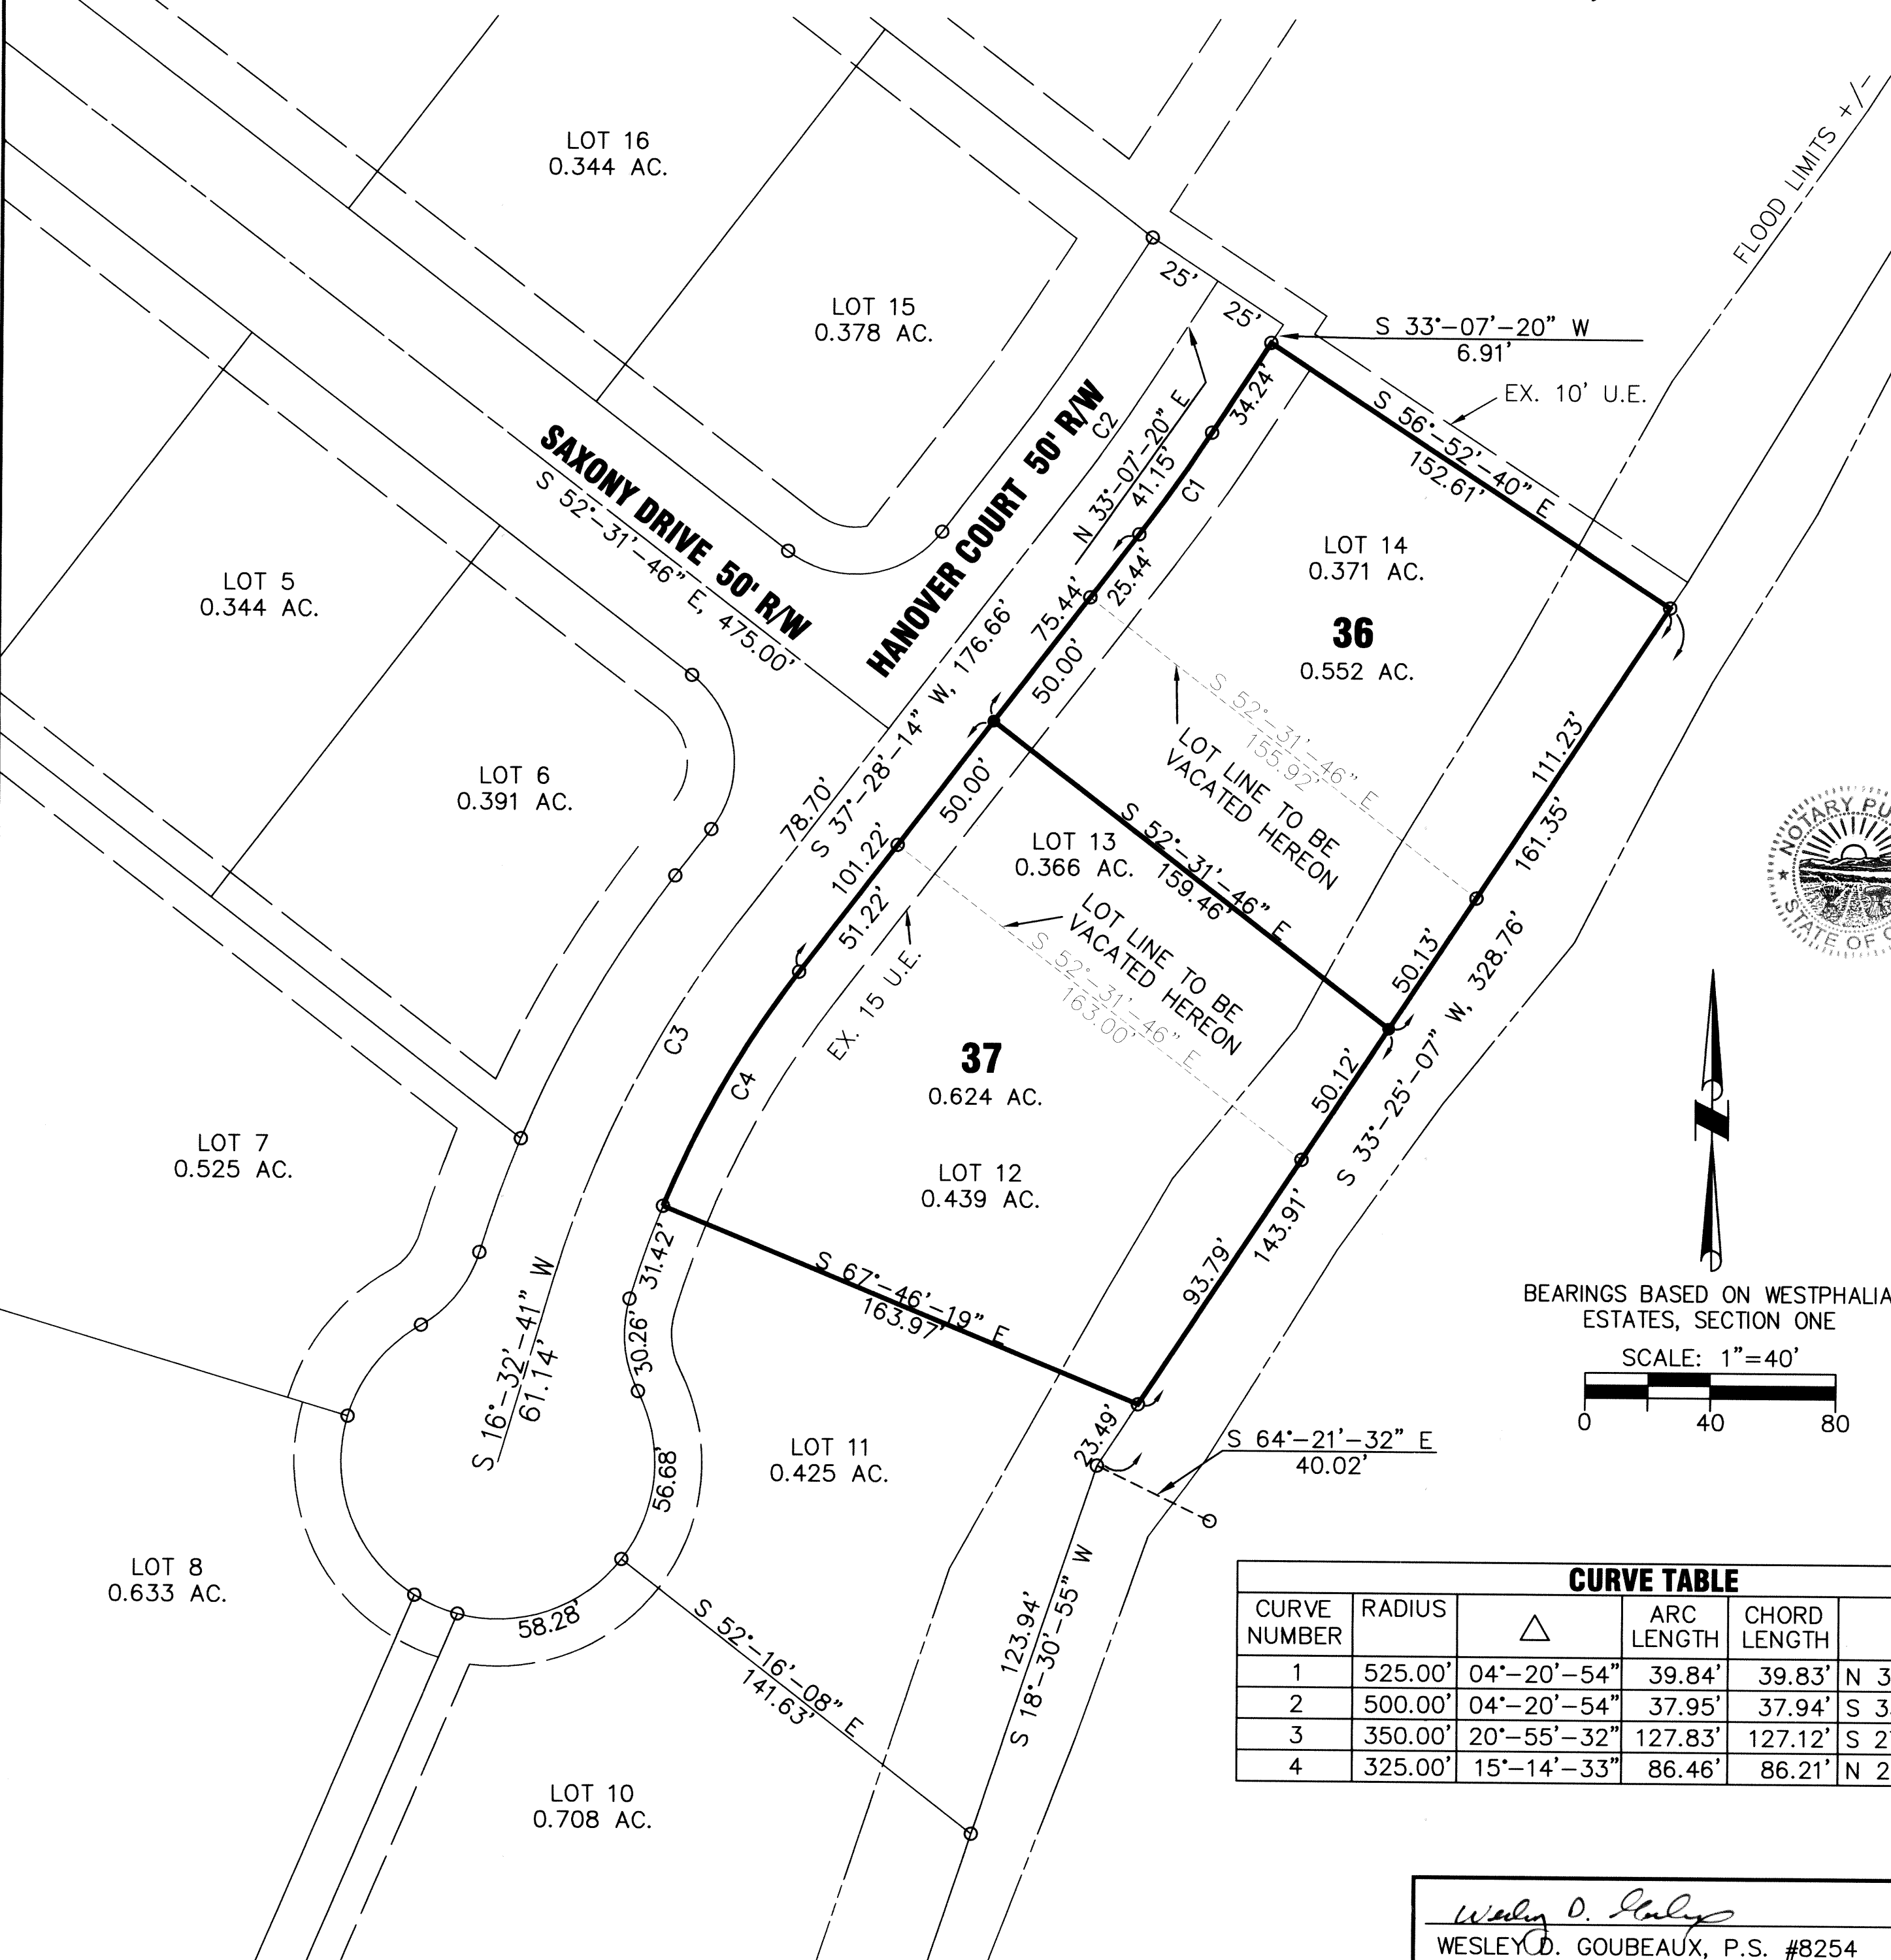 LOT 16
0.344 AC.
FLOOD LIMITS +/-
LOT 15
0.378 AC.
25'
25'
S 33°-07'-20" W
6.91'
EX. 10' U.E.
S 56°-52'-40" E
152.61'
34.24'
N 33°-07'-20" E
41.15'
C1
C2
SAXONY DRIVE 50' R/W
S 52°-31'-46" E, 475.00'
HANOVER COURT 50' R/W
LOT 14
0.371 AC.
36
0.552 AC.
LOT 5
0.344 AC.
25.44'
75.44'
50.00'
S 37°-28'-14" W, 176.66'
78.70'
S 52°-31'-46" E
155.92'
LOT LINE TO BE
VACATED HEREON
111.23'
161.35'
LOT 6
0.391 AC.
50.00'
101.22'
51.22'
LOT 13
0.366 AC.
S 52°-31'-46" E
159.46'
LOT LINE TO BE
VACATED HEREON
S 52°-31'-46" E
163.00'
50.13'
S 33°-25'-07" W, 328.76'
NOTARY PU
STATE OF O
EX. 15 U.E.
C3
C4
37
0.624 AC.
50.12'
LOT 7
0.525 AC.
LOT 12
0.439 AC.
143.91'
93.79'
31.42'
S 67°-46'-19" E
163.97'
30.26'
S 16°-32'-41" W
61.14'
BEARINGS BASED ON WESTPHALIA
ESTATES, SECTION ONE
SCALE: 1"=40'
0 40 80
23.49'
S 64°-21'-32" E
40.02'
LOT 11
0.425 AC.
56.68'
LOT 8
0.633 AC.
58.28'
S 52°-16'-08" E
141.63'
123.94'
S 18°-30'-55" W
LOT 10
0.708 AC.
CURVE TABLE
CURVE NUMBER RADIUS △ ARC LENGTH CHORD LENGTH
1 525.00' 04°-20'-54" 39.84' 39.83' N 3
2 500.00' 04°-20'-54" 37.95' 37.94' S 3
3 350.00' 20°-55'-32" 127.83' 127.12' S 2
4 325.00' 15°-14'-33" 86.46' 86.21' N 2
Wesley D. Goubeaux
WESLEY D. GOUBEAUX, P.S. #8254